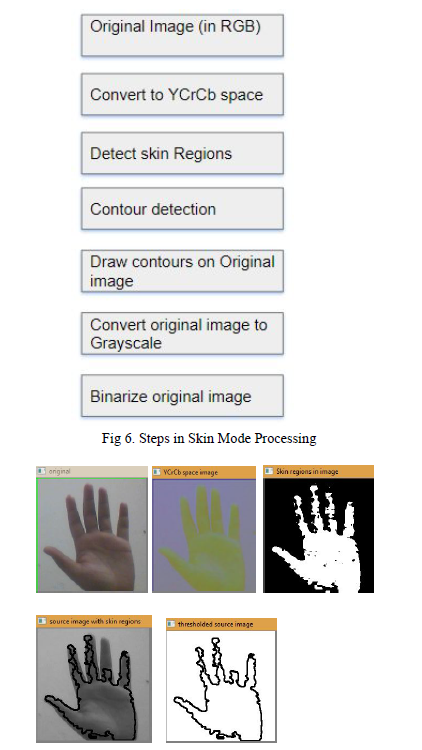 Original Image (in RGB)
Convert to YCrCb space
Detect skin Regions
Contour detection
Draw contours on Original
image
Convert original image to
Grayscale
Binarize original image
Fig 6. Steps in Skin Mode Processing
original
YCrCb space image
Skin regions in image
source image with skin regions
thresholded source image